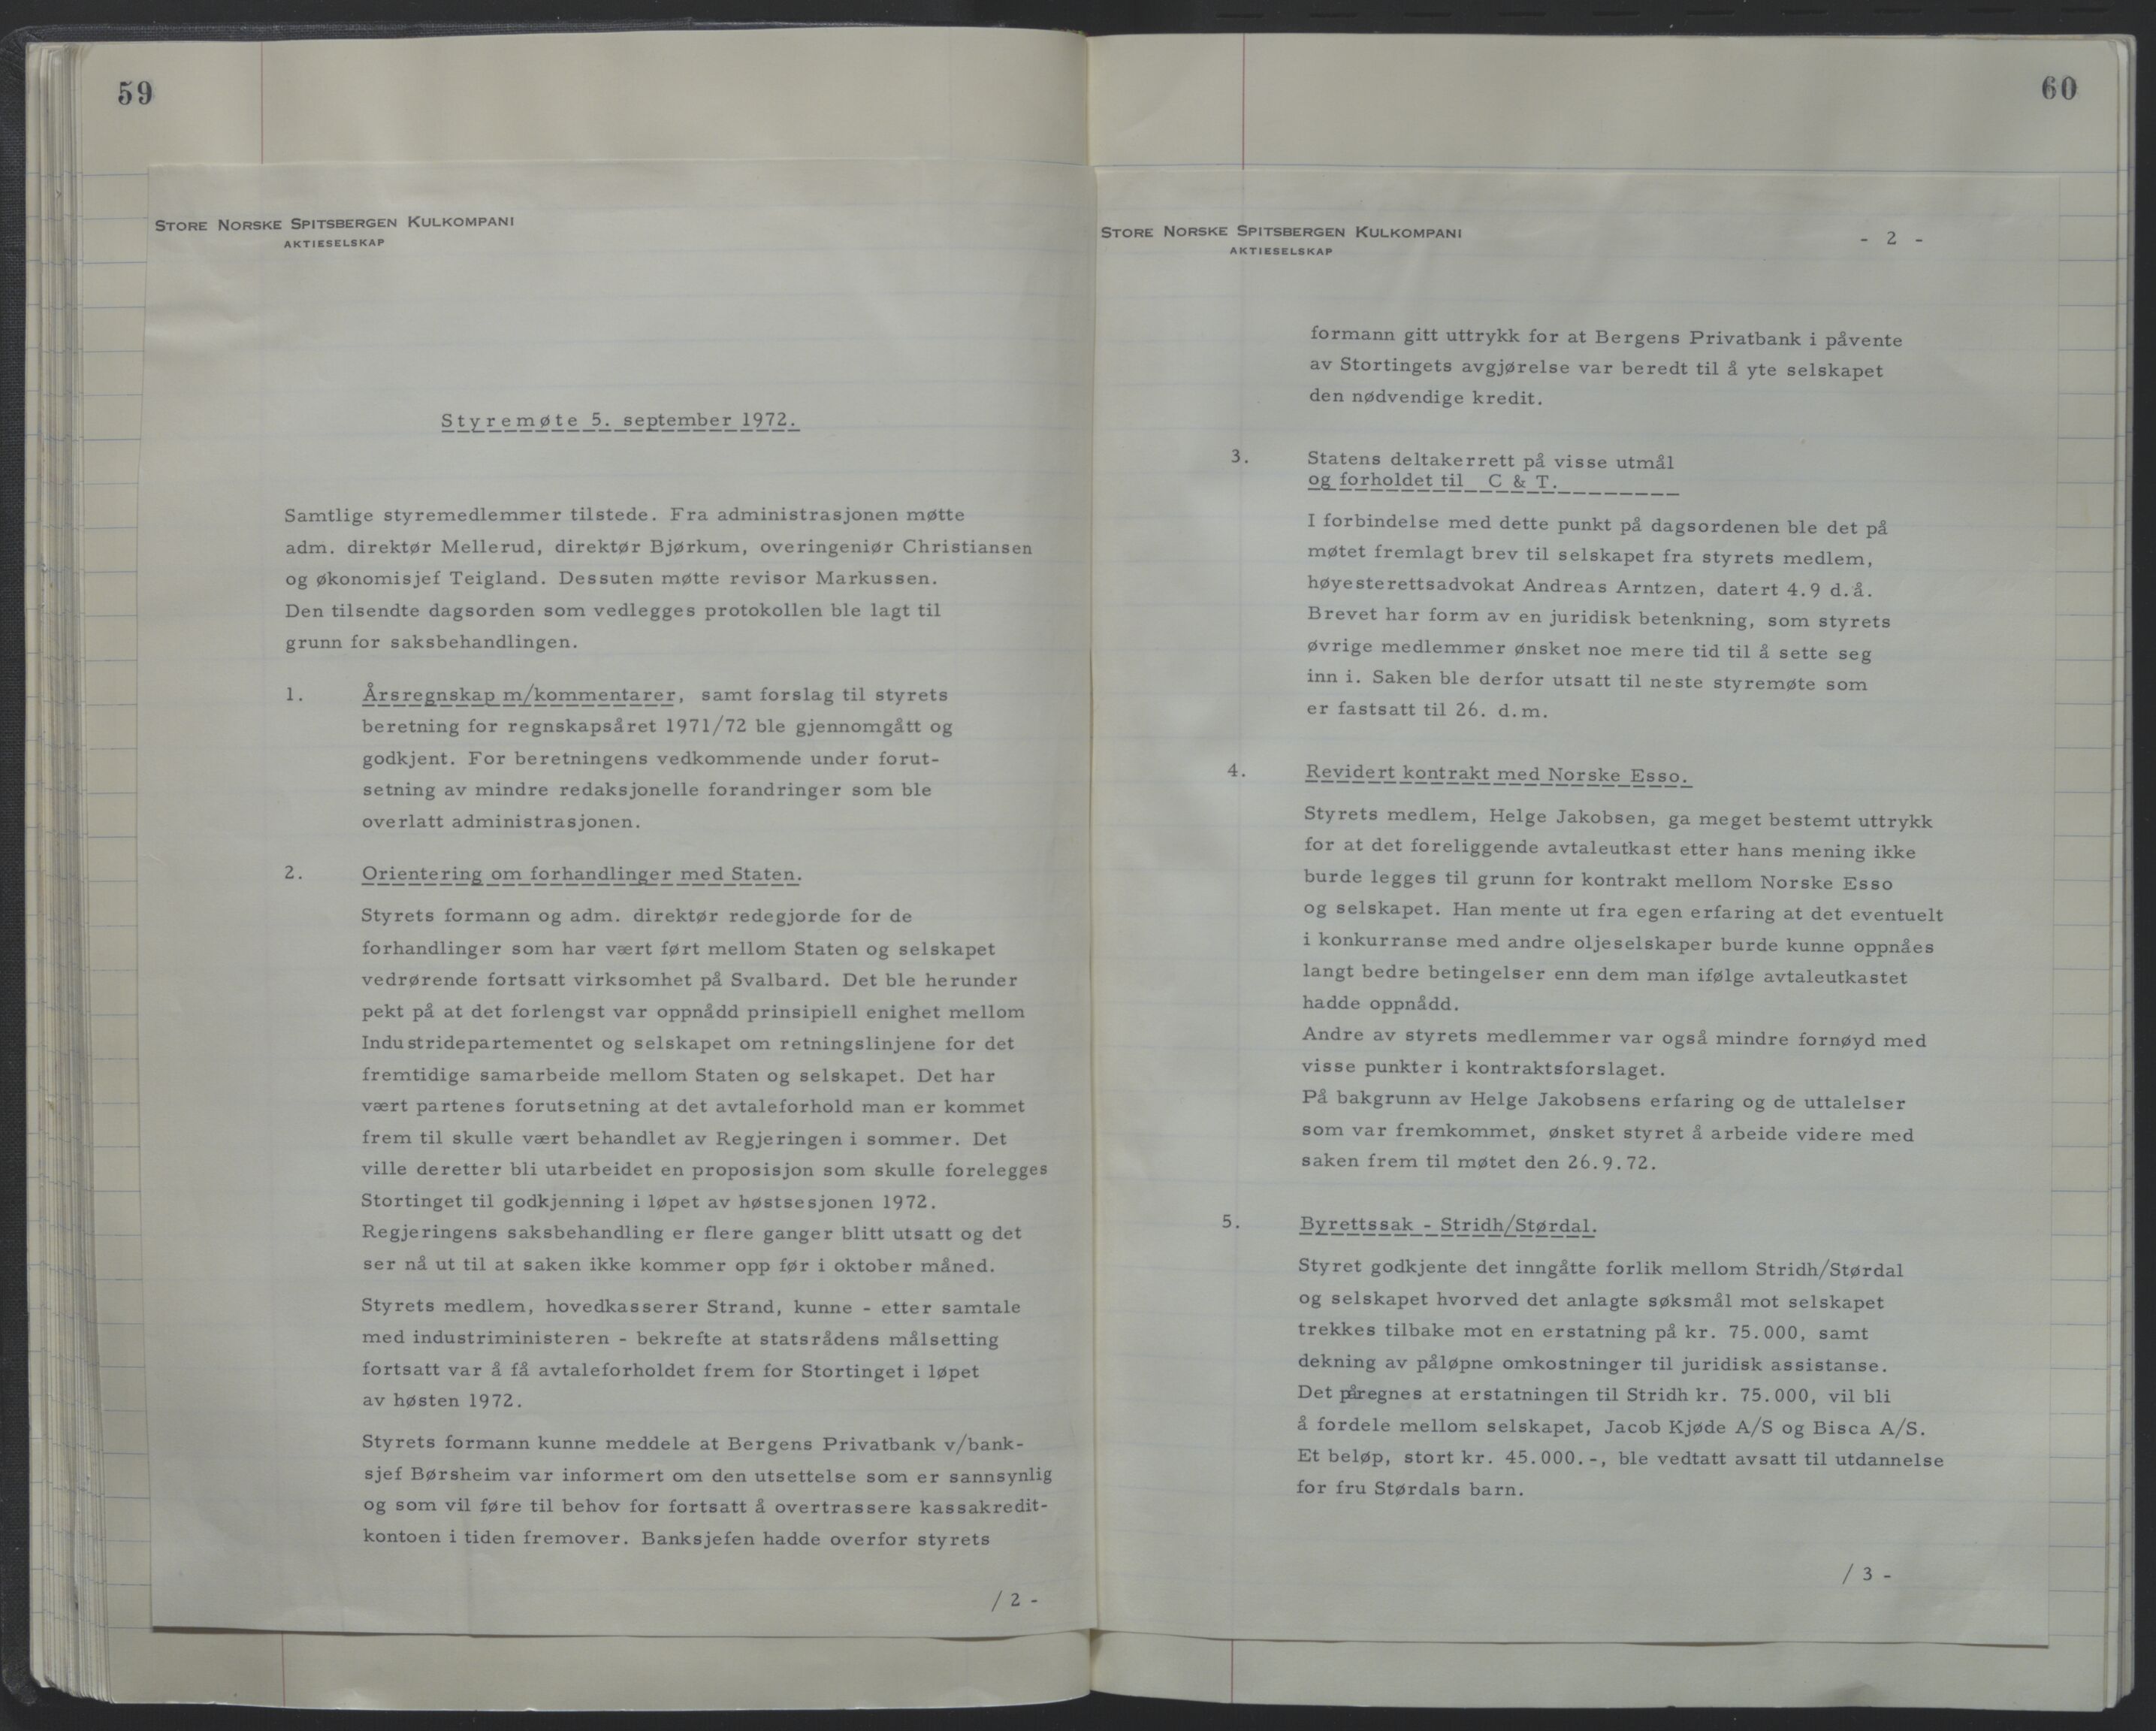 59
STORE NORSKE SPITSBERGEN KULKOMPANI
AKTIESELSKAP
Styremøte 5. september 1972.
Samtlige styremedlemmer tilstede. Fra administrasjonen møtte
adm. direktør Mellerud, direktør Bjørkum, overingeniør Christiansen
og økonomisjef Teigland. Dessuten møtte revisor Markussen.
Den tilsendte dagsorden som vedlegges protokollen ble lagt til
grunn for saksbehandlingen.
1. Årsregnskap m/kommentarer, samt forslag til styrets
beretning for regnskapsåret 1971/72 ble gjennomgått og
godkjent. For beretningens vedkommende under forut-
setning av mindre redaksjonelle forandringer som ble
overlatt administrasjonen.
2. Orientering om forhandlinger med Staten.
Styrets formann og adm. direktør redegjorde for de
forhandlinger som har vært ført mellom Staten og selskapet
vedrørende fortsatt virksomhet på Svalbard. Det ble herunder
pekt på at det forlengst var oppnådd prinsipiell enighet mellom
Industridepartementet og selskapet om retningslinjene for det
fremtidige samarbeide mellom Staten og selskapet. Det har
vært partenes forutsetning at det avtaleforhold man er kommet
frem til skulle vært behandlet av Regjeringen i sommer. Det
ville deretter bli utarbeidet en proposisjon som skulle forelegges
Stortinget til godkjenning i løpet av høstsesjonen 1972.
Regjeringens saksbehandling er flere ganger blitt utsatt og det
ser nå ut til at saken ikke kommer opp før i oktober måned.
Styrets medlem, hovedkasserer Strand, kunne - etter samtale
med industriministeren - bekrefte at statsrådens målsetting
fortsatt var å få avtaleforholdet frem for Stortinget i løpet
av høsten 1972.
Styrets formann kunne meddele at Bergens Privatbank v/bank-
sjef Børsheim var informert om den utsettelse som er sannsynlig
og som vil føre til behov for fortsatt å overtrassere kassakredit-
kontoen i tiden fremover. Banksjefen hadde overfor styrets
/ 2 -
60
STORE NORSKE SPITSBERGEN KULKOMPANI
AKTIESELSKAP
- 2 -
formann gitt uttrykk for at Bergens Privatbank i påvente
av Stortingets avgjørelse var beredt til å yte selskapet
den nødvendige kredit.
3. Statens deltakerrett på visse utmål
og forholdet til C & T.
I forbindelse med dette punkt på dagsordenen ble det på
møtet fremlagt brev til selskapet fra styrets medlem,
høyesterettsadvokat Andreas Arntzen, datert 4.9 d.å.
Brevet har form av en juridisk betenkning, som styrets
øvrige medlemmer ønsket noe mere tid til å sette seg
inn i. Saken ble derfor utsatt til neste styremøte som
er fastsatt til 26. d.m.
4. Revidert kontrakt med Norske Esso.
Styrets medlem, Helge Jakobsen, ga meget bestemt uttrykk
for at det foreliggende avtaleutkast etter hans mening ikke
burde legges til grunn for kontrakt mellom Norske Esso
og selskapet. Han mente ut fra egen erfaring at det eventuelt
i konkurranse med andre oljeselskaper burde kunne oppnåes
langt bedre betingelser enn dem man ifølge avtaleutkastet
hadde oppnådd.
Andre av styrets medlemmer var også mindre fornøyd med
visse punkter i kontraktsforslaget.
På bakgrunn av Helge Jakobsens erfaring og de uttalelser
som var fremkommet, ønsket styret å arbeide videre med
saken frem til møtet den 26.9.72.
5. Byrettssak - Stridh/Størdal.
Styret godkjente det inngåtte forlik mellom Stridh/Størdal
og selskapet hvorved det anlagte søksmål mot selskapet
trekkes tilbake mot en erstatning på kr. 75.000, samt
dekning av påløpne omkostninger til juridisk assistanse.
Det påregnes at erstatningen til Stridh kr. 75.000, vil bli
å fordele mellom selskapet, Jacob Kjøde A/S og Bisca A/S.
Et beløp, stort kr. 45.000.-, ble vedtatt avsatt til utdannelse
for fru Størdals barn.
/ 3 -